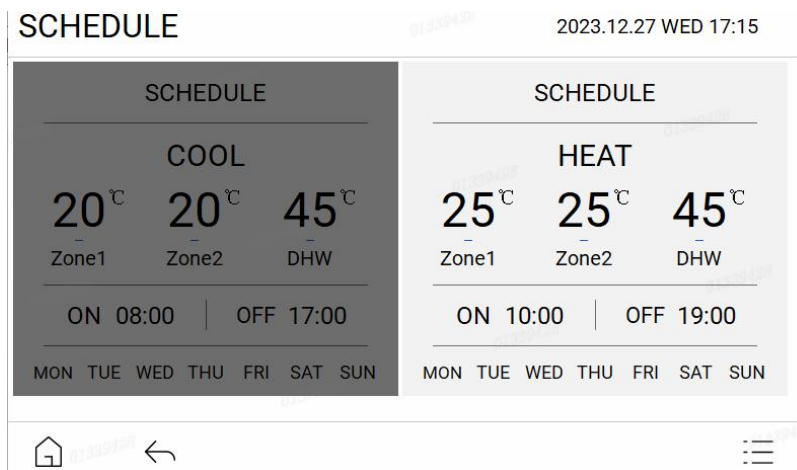 SCHEDULE 2023.12.27 WED 17:15
SCHEDULE
COOL
20℃ 20℃ 45℃
Zone1 Zone2 DHW
ON 08:00 OFF 17:00
MON TUE WED THU FRI SAT SUN
SCHEDULE
HEAT
25℃ 25℃ 45℃
Zone1 Zone2 DHW
ON 10:00 OFF 19:00
MON TUE WED THU FRI SAT SUN